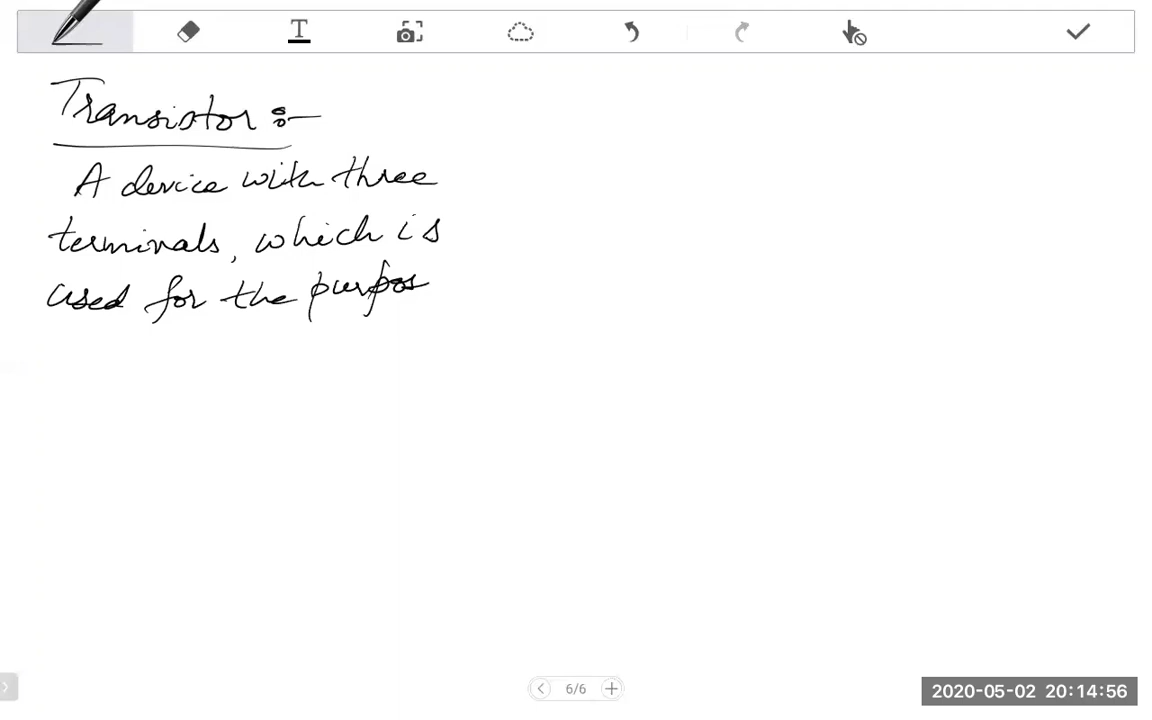 T
Transistor :-
A device with three
terminals, which is
used for the purpos
6/6
2020-05-02 20:14:56